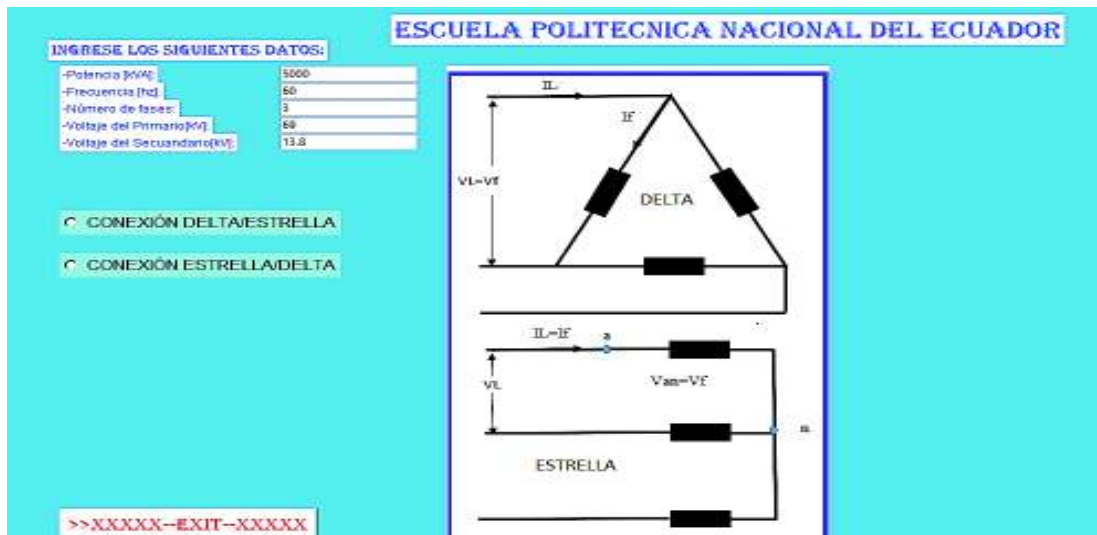 ESCUELA POLITECNICA NACIONAL DEL ECUADOR
INGRESE LOS SIGUIENTES DATOS:
-Potencia [kVA]: 5000
-Frecuencia [hz]: 60
-Número de fases: 3
-Voltaje del Primario[kV]: 69
-Voltaje del Secuandario[kV]: 13.8
CONEXIÓN DELTA/ESTRELLA
CONEXIÓN ESTRELLA/DELTA
>>XXXXX--EXIT--XXXXX
IL
If
VL=Vf
DELTA
IL=If
a
VL
Van=Vf
n
ESTRELLA